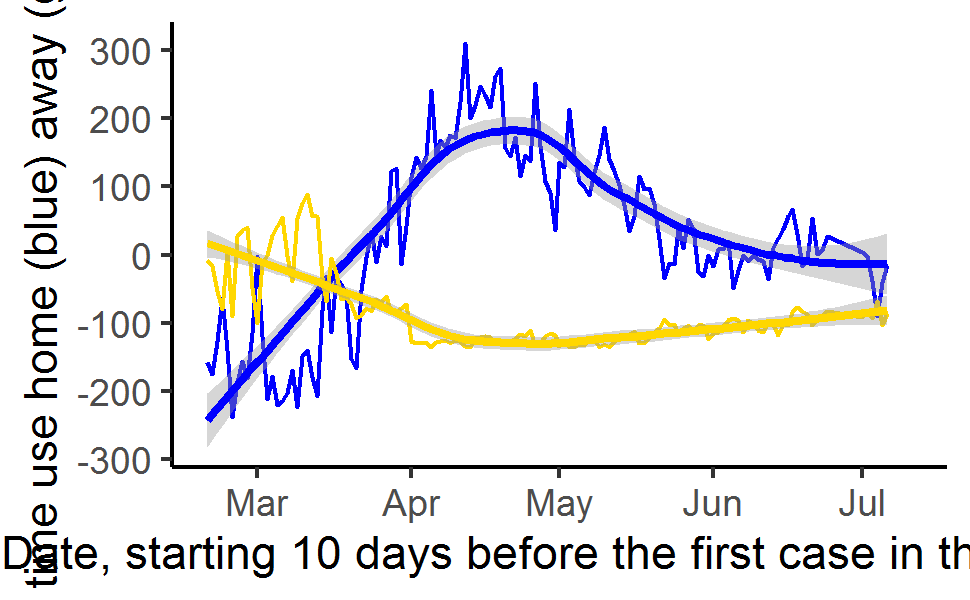 time use home (blue) away (
300
200
100
0
-100
-200
-300
Mar Apr May Jun Jul
Date, starting 10 days before the first case in th